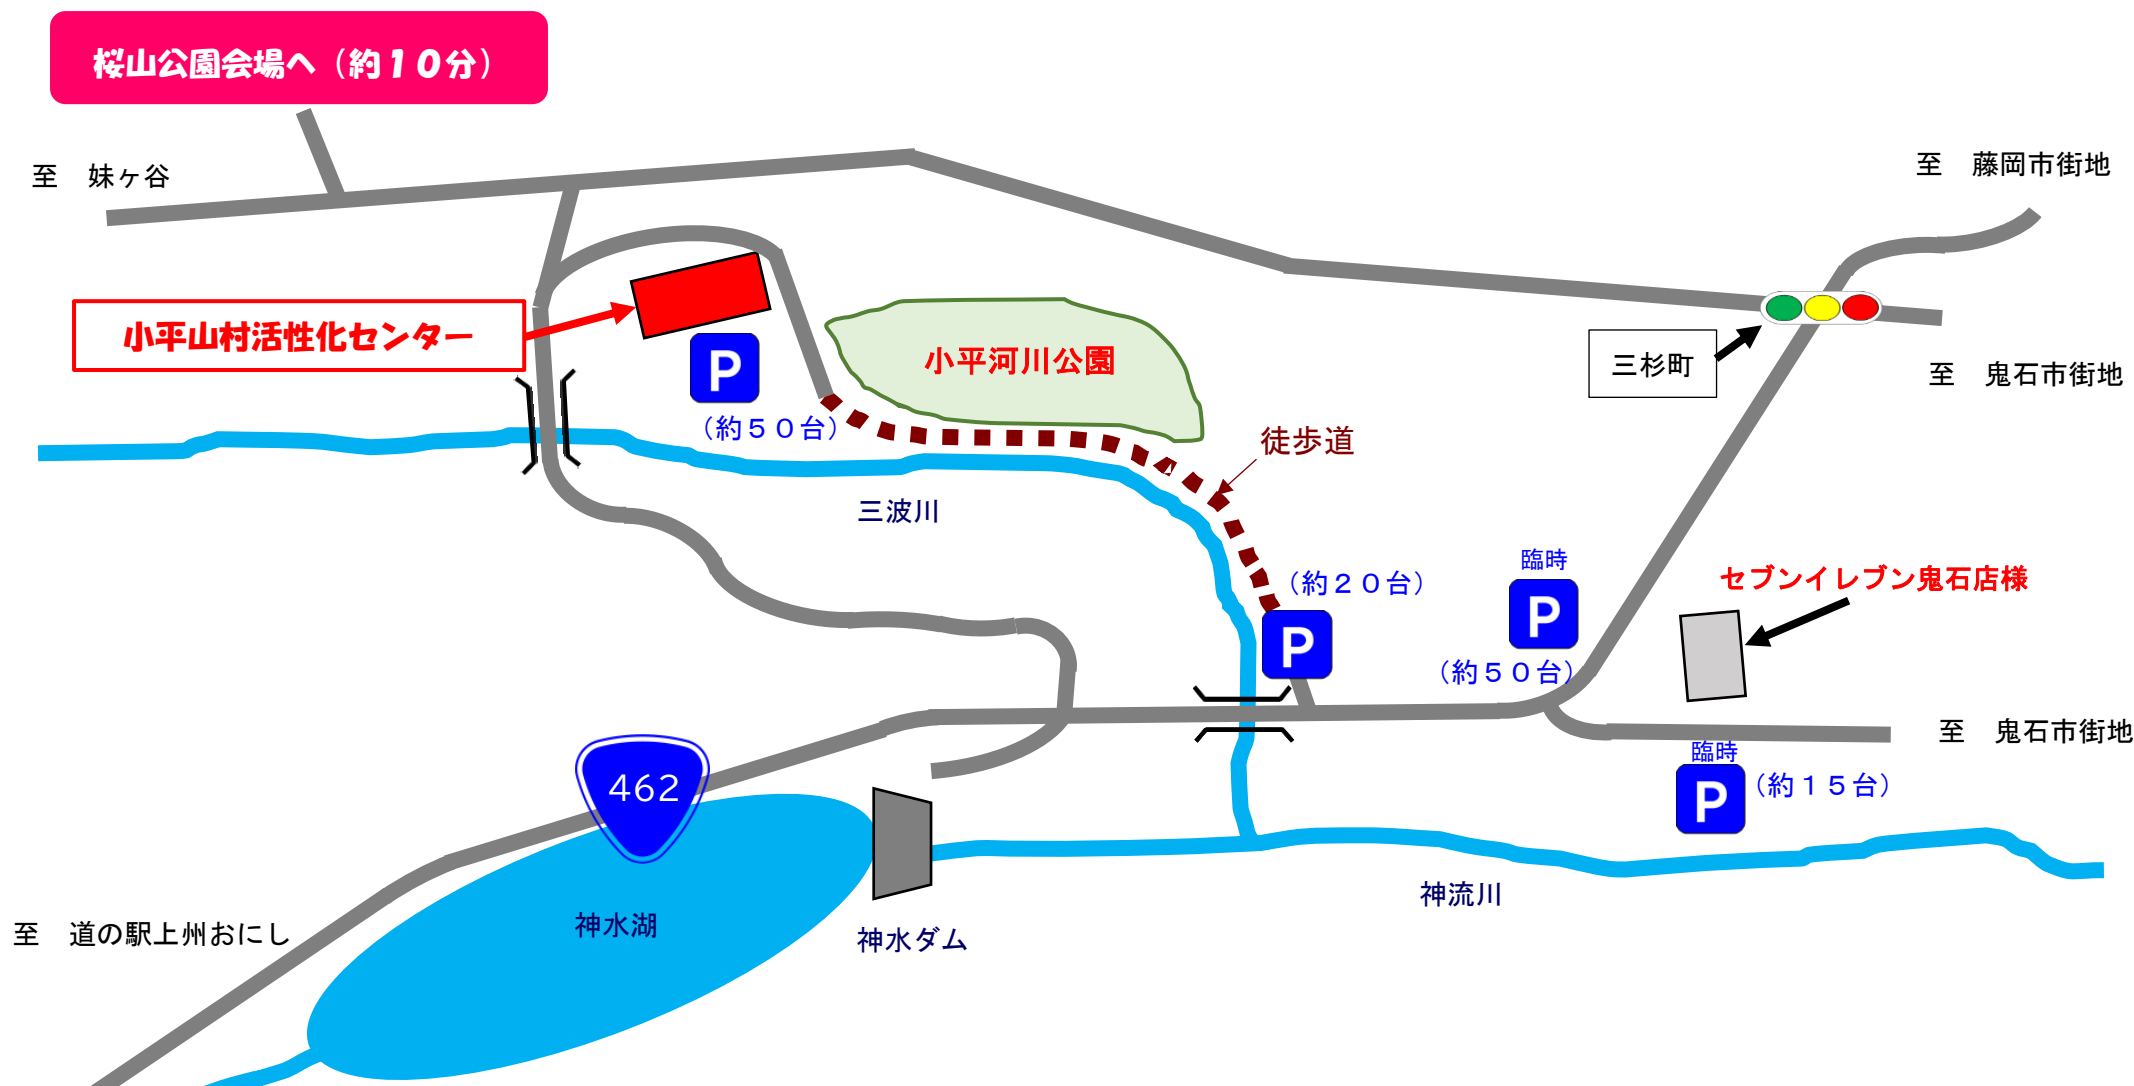 桜山公園会場へ（約１０分）
至　妹ヶ谷
至　藤岡市街地
小平山村活性化センター
P
（約５０台）
小平河川公園
三杉町
至　鬼石市街地
徒歩道
三波川
臨時
P
（約５０台）
（約２０台）
P
セブンイレブン鬼石店様
至　鬼石市街地
臨時
P
（約１５台）
462
神水湖
神水ダム
神流川
至　道の駅上州おにし